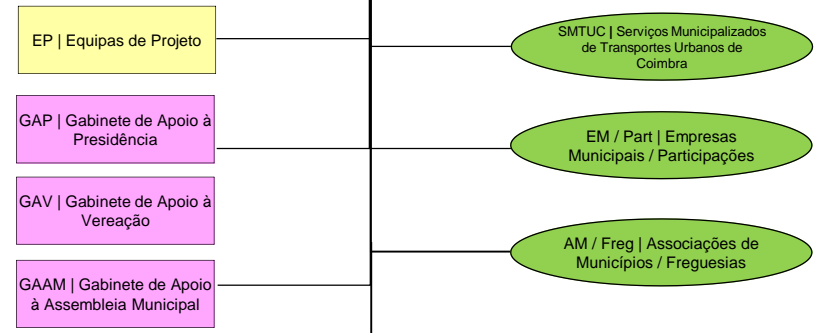 EP | Equipas de Projeto
SMTUC | Serviços Municipalizados
de Transportes Urbanos de
Coimbra
GAP | Gabinete de Apoio à
Presidência
EM / Part | Empresas
Municipais / Participações
GAV | Gabinete de Apoio à
Vereação
AM / Freg | Associações de
Municípios / Freguesias
GAAM | Gabinete de Apoio
à Assembleia Municipal